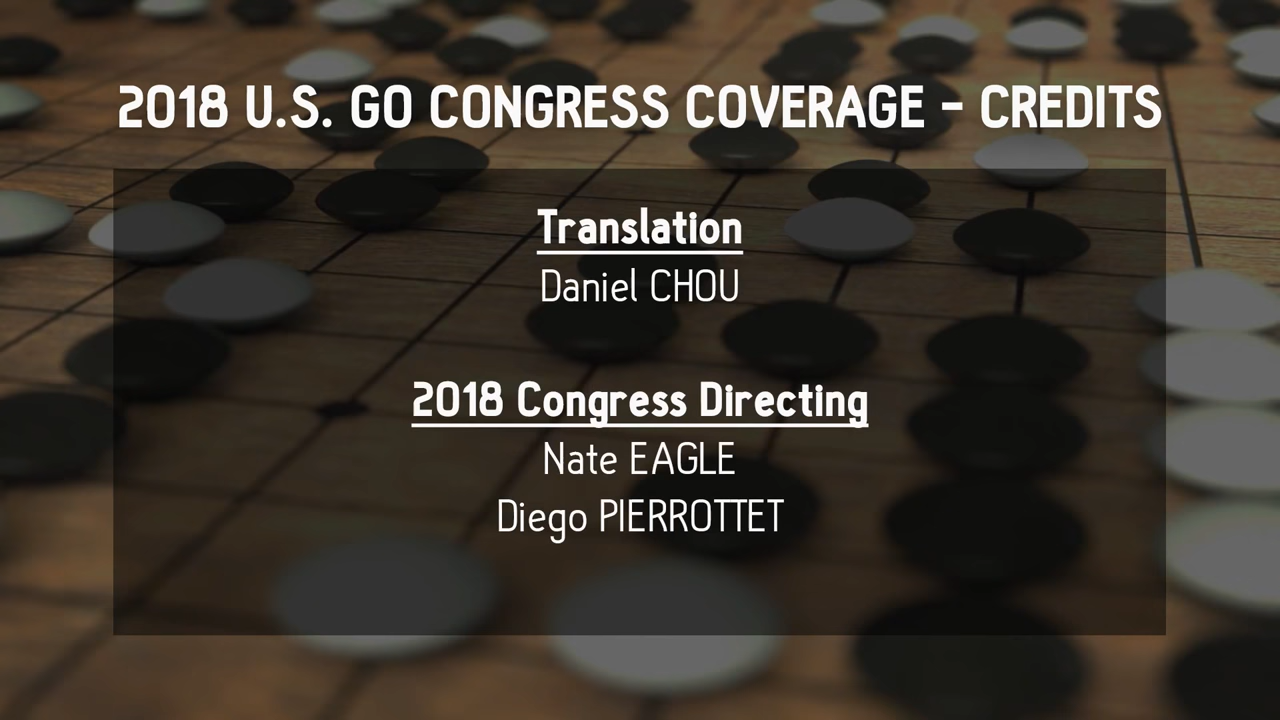 2018 U.S. GO CONGRESS COVERAGE - CREDITS
Translation
Daniel CHOU
2018 Congress Directing
Nate EAGLE
Diego PIERROTTET